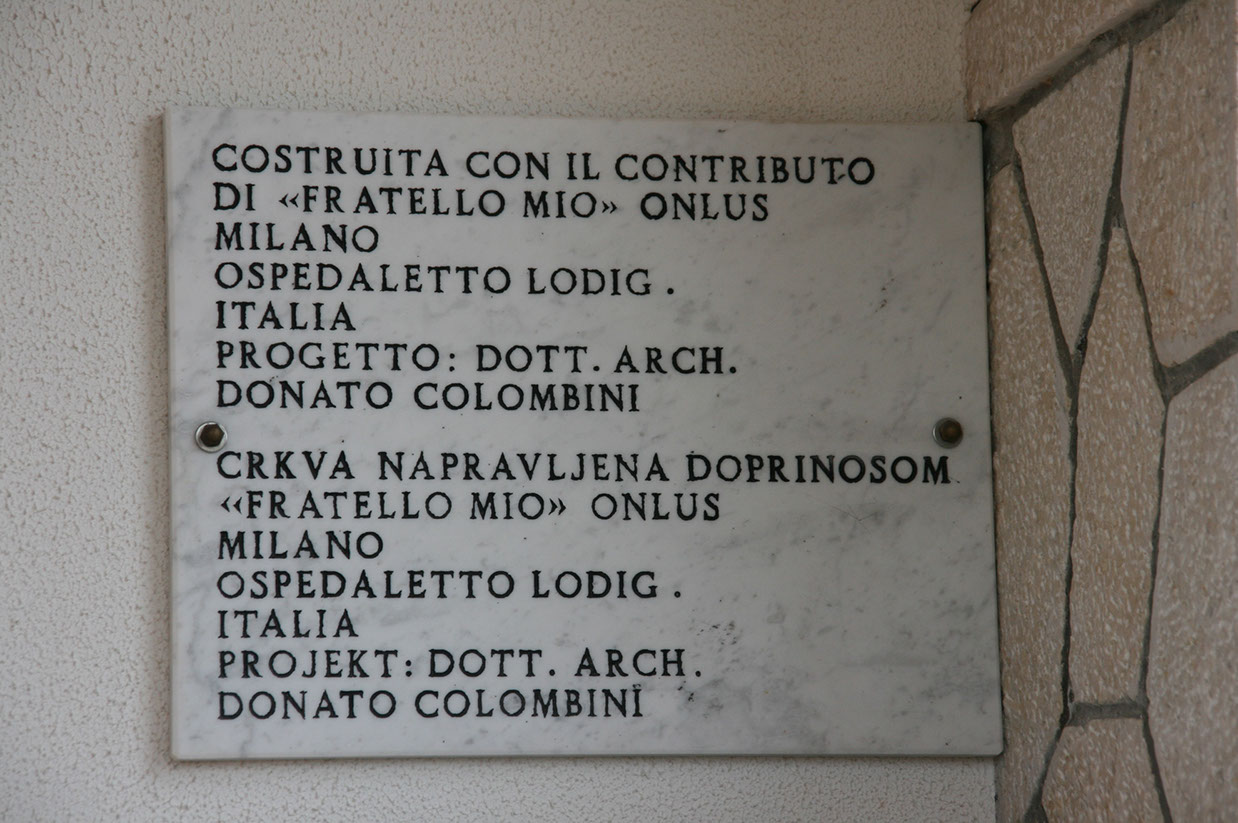 COSTRUITA CON IL CONTRIBUTO
DI «FRATELLO MIO» ONLUS
MILANO
OSPEDALETTO LODIG.
ITALIA
PROGETTO: DOTT. ARCH.
DONATO COLOMBINI
CRKVA NAPRAVLJENA DOPRINOSOM
«FRATELLO MIO» ONLUS
MILANO
OSPEDALETTO LODIG.
ITALIA
PROJEKT: DOTT. ARCH.
DONATO COLOMBINI